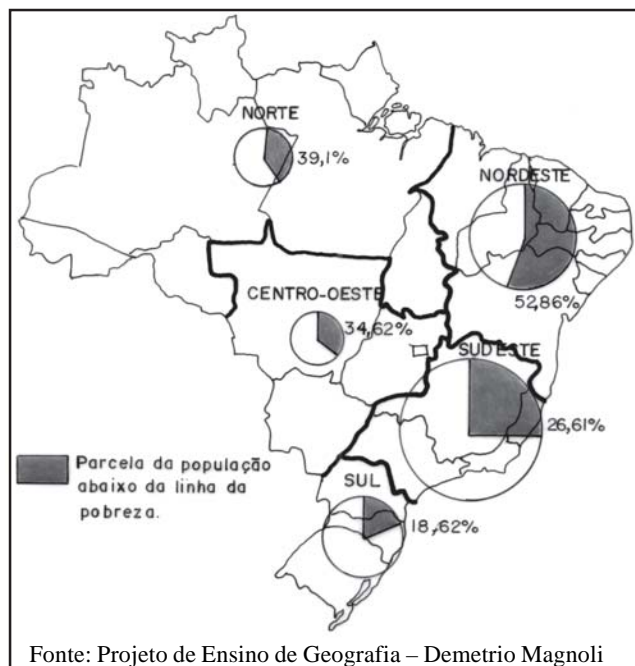 NORTE
39,1%
NORDESTE
52,86%
CENTRO-OESTE
34,62%
SUDESTE
26,61%
Parcela da população
abaixo da linha da
pobreza.
SUL
18,62%
Fonte: Projeto de Ensino de Geografia – Demetrio Magnoli